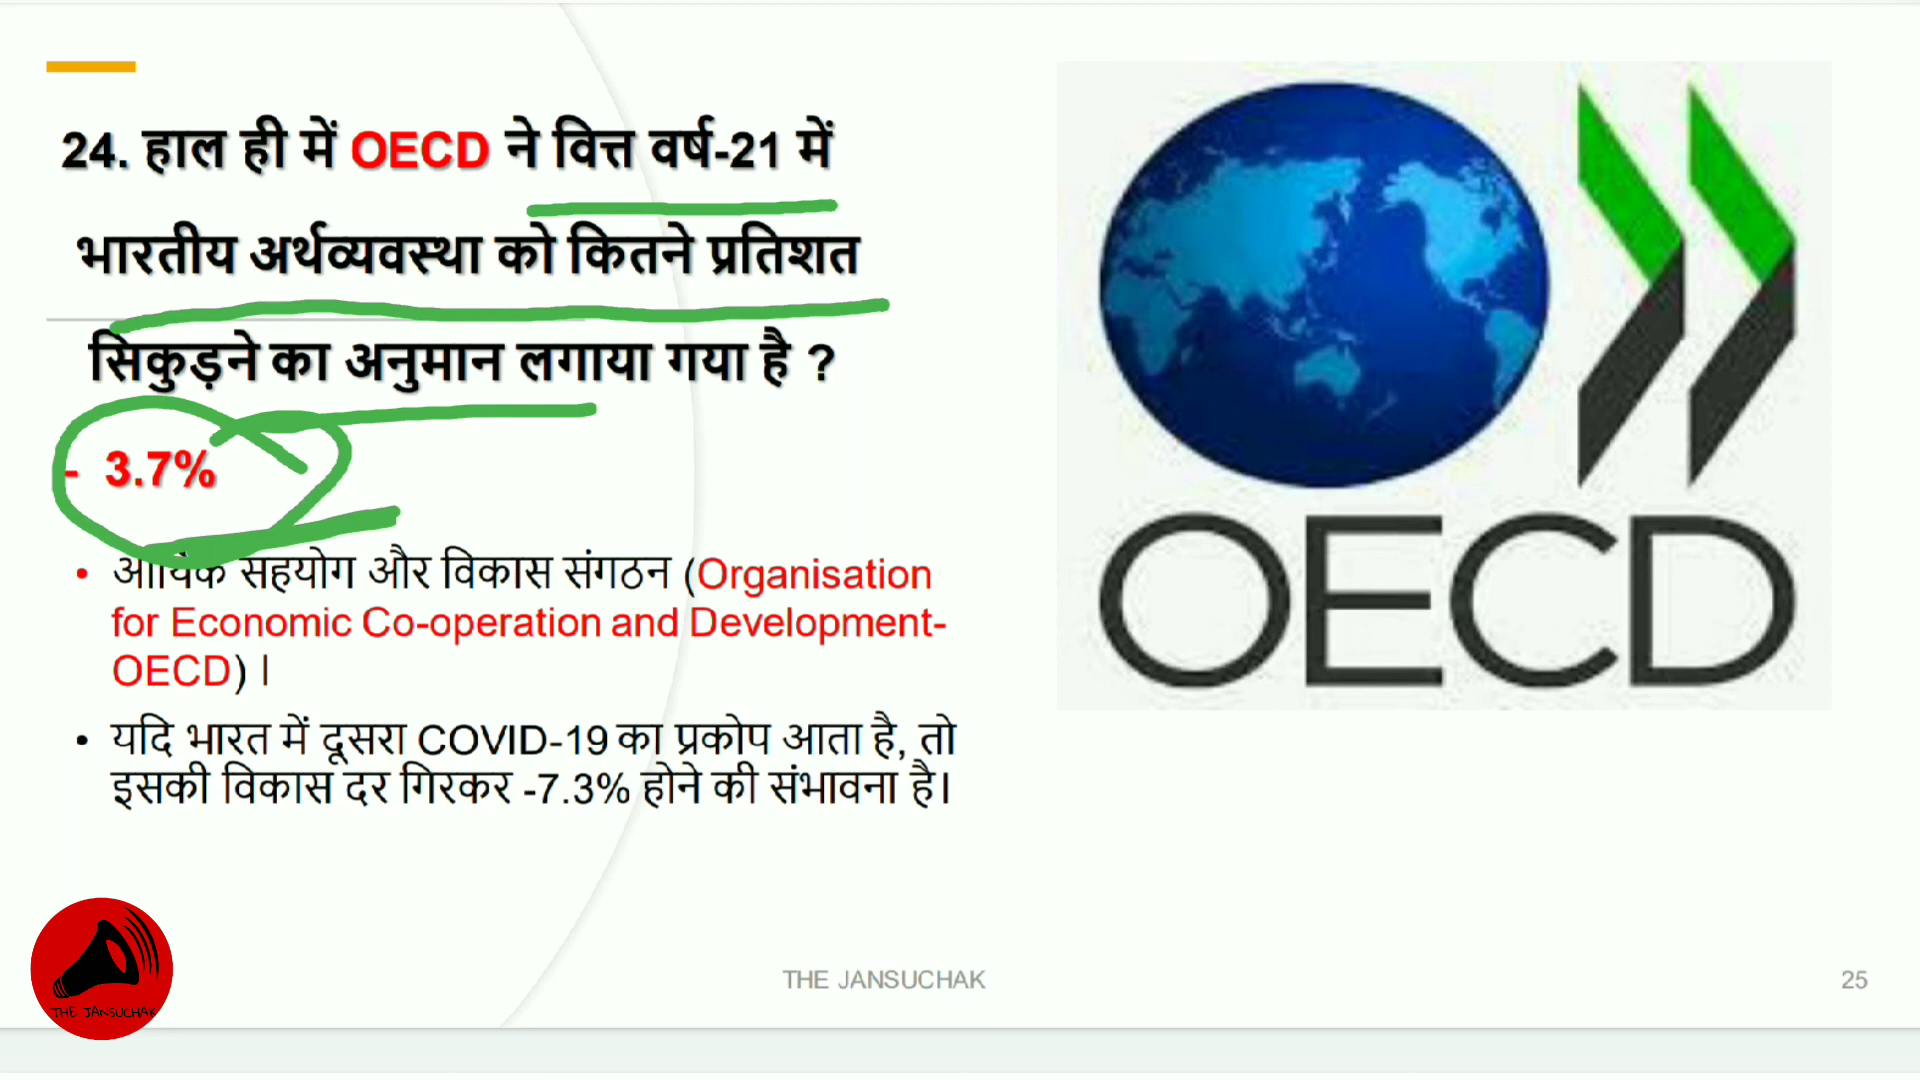 24. हाल ही में OECD ने वित्त वर्ष-21 में
भारतीय अर्थव्यवस्था को कितने प्रतिशत
सिकुड़ने का अनुमान लगाया गया है ?
- 3.7%
• आर्थिक सहयोग और विकास संगठन (Organisation
for Economic Co-operation and Development-
OECD) ।
• यदि भारत में दूसरा COVID-19 का प्रकोप आता है, तो
इसकी विकास दर गिरकर -7.3% होने की संभावना है।
OECD
THE JANSUCHAK
THE JANSUCHAK
25